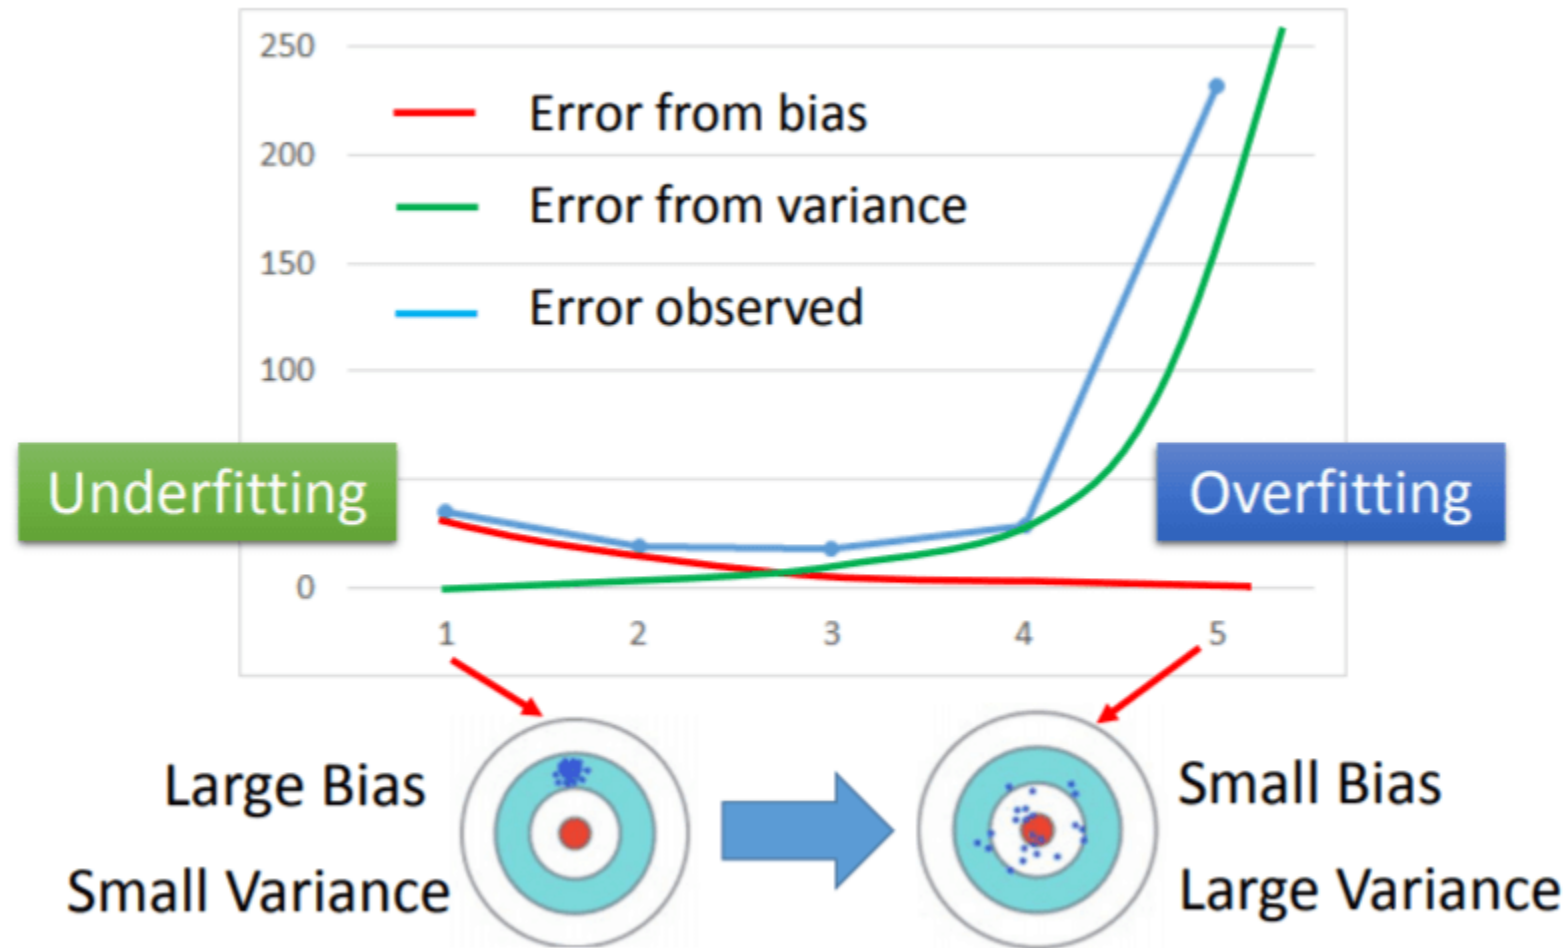 250
Error from bias
200
Error from variance
150
Error observed
100
Underfitting
Overfitting
0
1 2 3 4 5
Large Bias
Small Variance
Small Bias
Large Variance